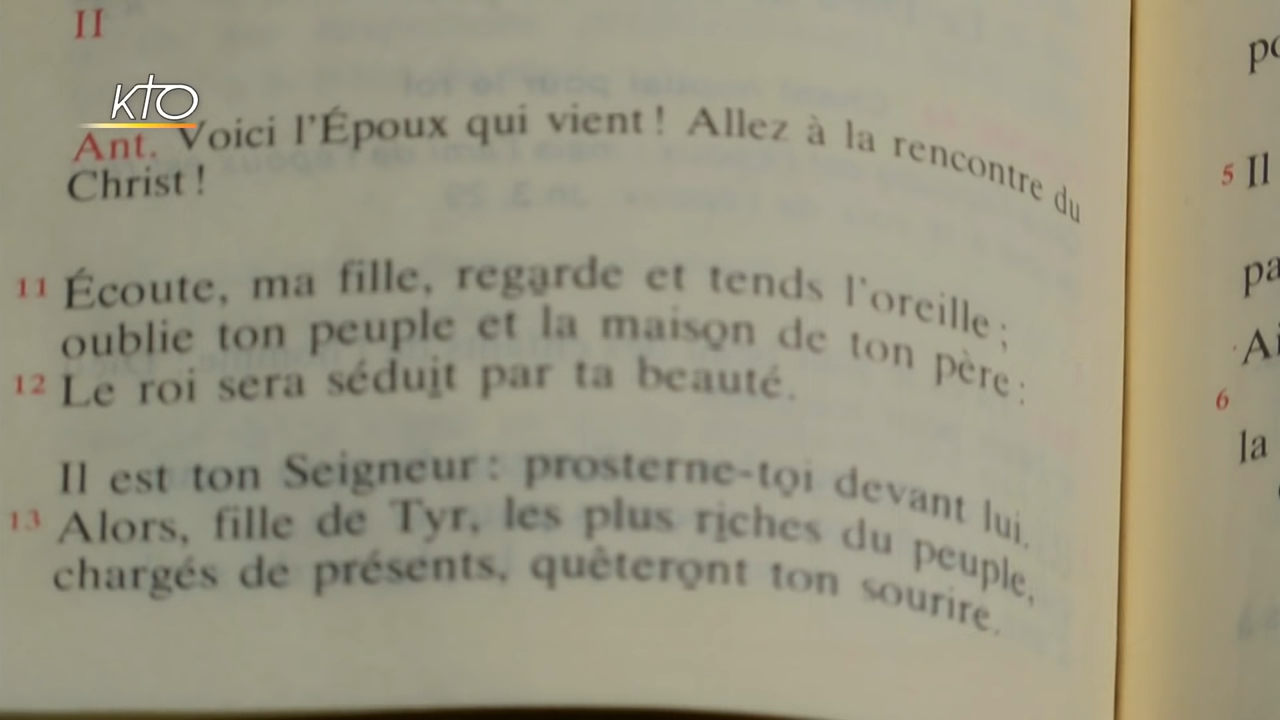 II
kto
Ant. Voici l'Époux qui vient ! Allez à la rencontre du
Christ !
11 Écoute, ma fille, regarde et tends l'oreille ;
oublie ton peuple et la maison de ton père :
12 Le roi sera séduit par ta beauté.
Il est ton Seigneur : prosterne-toi devant lui.
13 Alors, fille de Tyr, les plus riches du peuple,
chargés de présents, quêteront ton sourire.
5 Il
6
la